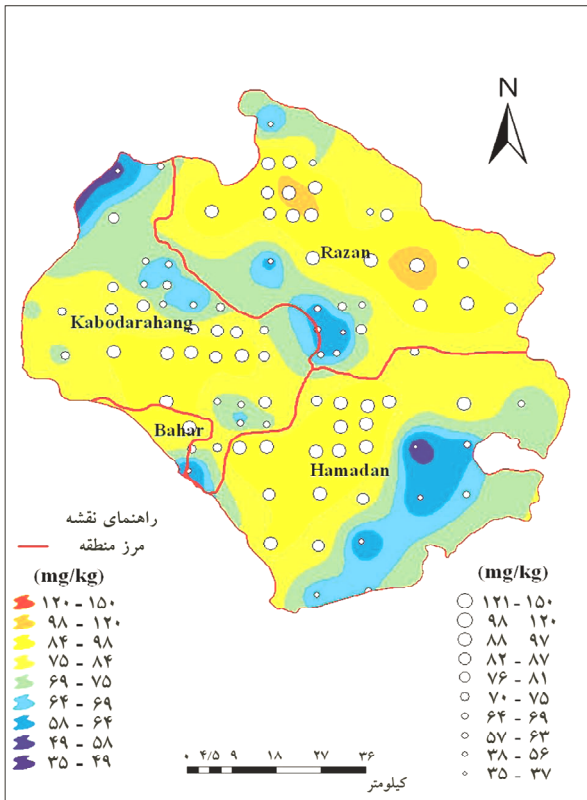 N
Razan
Kabodarahang
Bahar
Hamadan
راهنمای نقشه
مرز منطقه
(mg/kg)
۱۲۰ - ۱۵۰
۹۸ - ۱۲۰
۸۴ - ۹۸
۷۵ - ۸۴
۶۹ - ۷۵
۶۴ - ۶۹
۵۸ - ۶۴
۴۹ - ۵۸
۳۵ - ۴۹
(mg/kg)
۱۲۱ - ۱۵۰
۹۸ ۱۲۰
۸۸ - ۹۷
۸۲ - ۸۷
۷۶ - ۸۱
۷۰ - ۷۵
۶۴ - ۶۹
۵۷ - ۶۳
۳۸ - ۵۶
۳۵ - ۳۷
۰ ۴/۵ ۹ ۱۸ ۲۷ ۳۶
کیلومتر